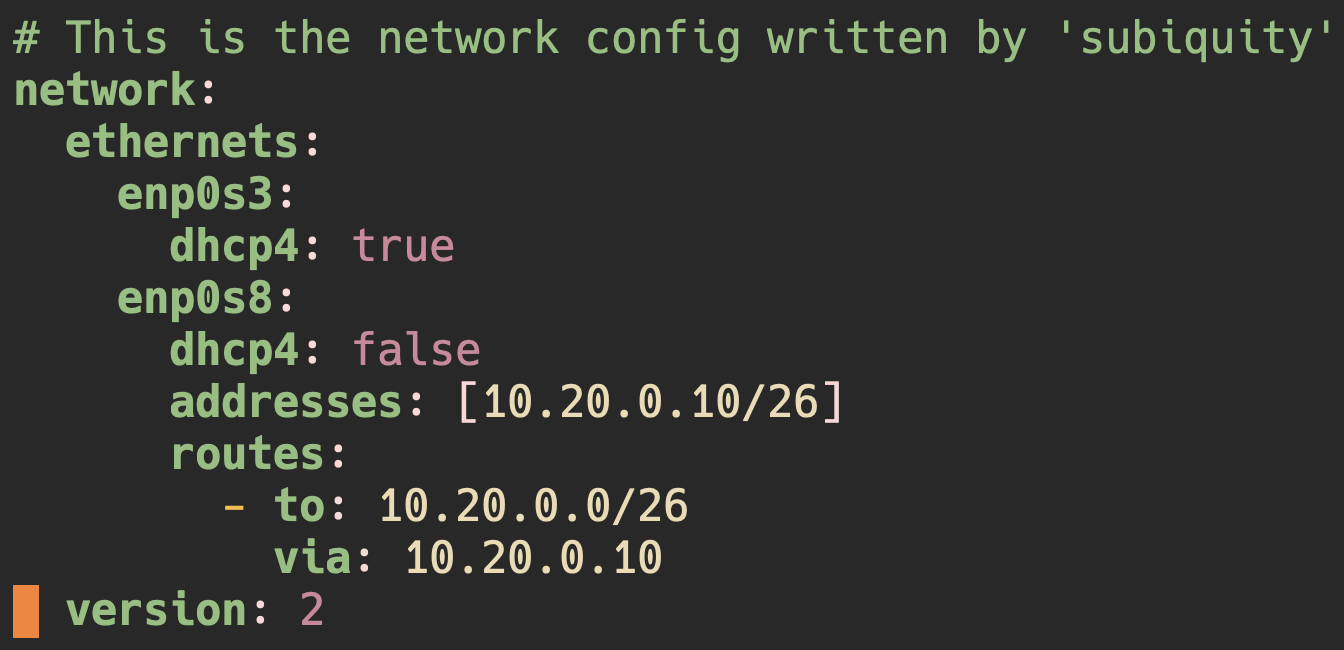 # This is the network config written by 'subiquity'
network:
  ethernets:
    enp0s3:
      dhcp4: true
    enp0s8:
      dhcp4: false
      addresses: [10.20.0.10/26]
      routes:
        - to: 10.20.0.0/26
          via: 10.20.0.10
  version: 2